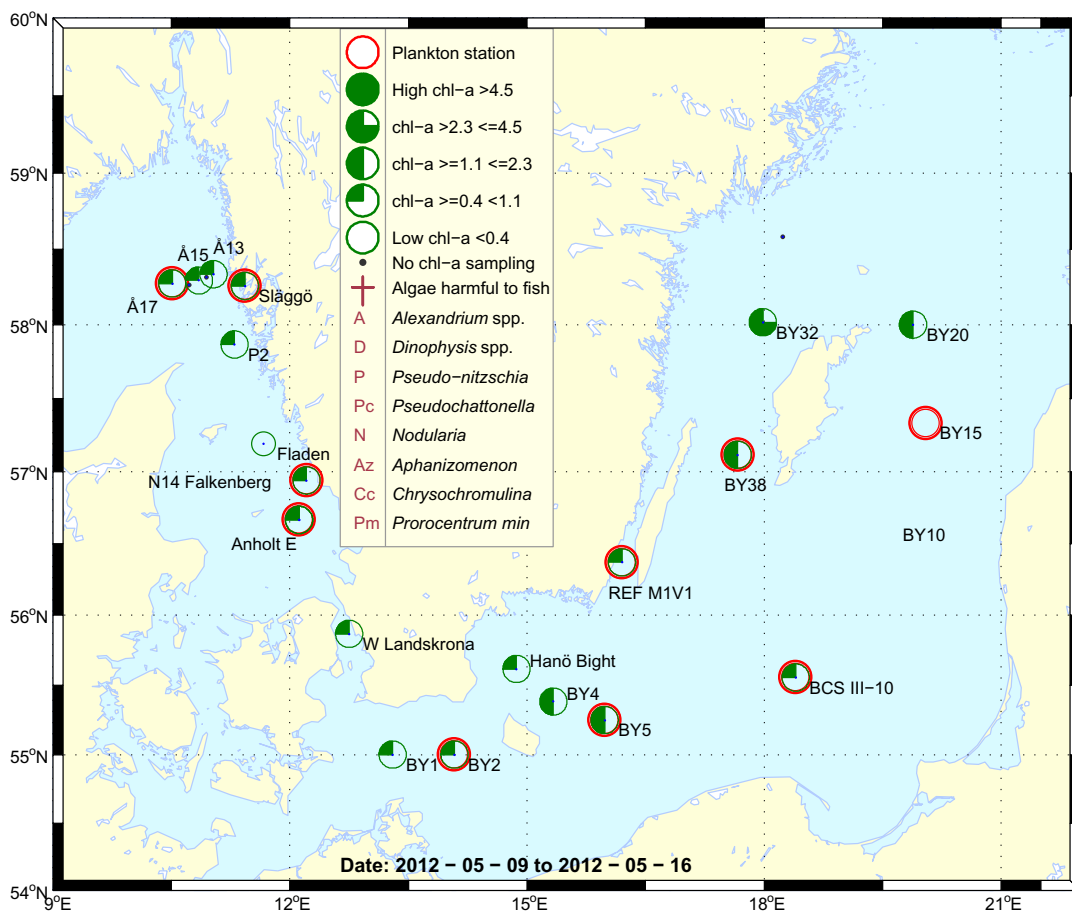 60°N
59°N
58°N
57°N
56°N
55°N
54°N
9°E
12°E
15°E
18°E
21°E
Plankton station
High chl−a >4.5
chl−a >2.3 <=4.5
chl−a >=1.1 <=2.3
chl−a >=0.4 <1.1
Low chl−a <0.4
No chl−a sampling
Algae harmful to fish
A Alexandrium spp.
D Dinophysis spp.
P Pseudo−nitzschia
Pc Pseudochattonella
N Nodularia
Az Aphanizomenon
Cc Chrysochromulina
Pm Prorocentrum min
Å13
Å15
Å17
Släggö
P2
Fladen
N14 Falkenberg
Anholt E
W Landskrona
Hanö Bight
BY4
BY5
BY1
BY2
BY32
BY20
BY15
BY38
BY10
REF M1V1
BCS III−10
Date: 2012 − 05 − 09 to 2012 − 05 − 16